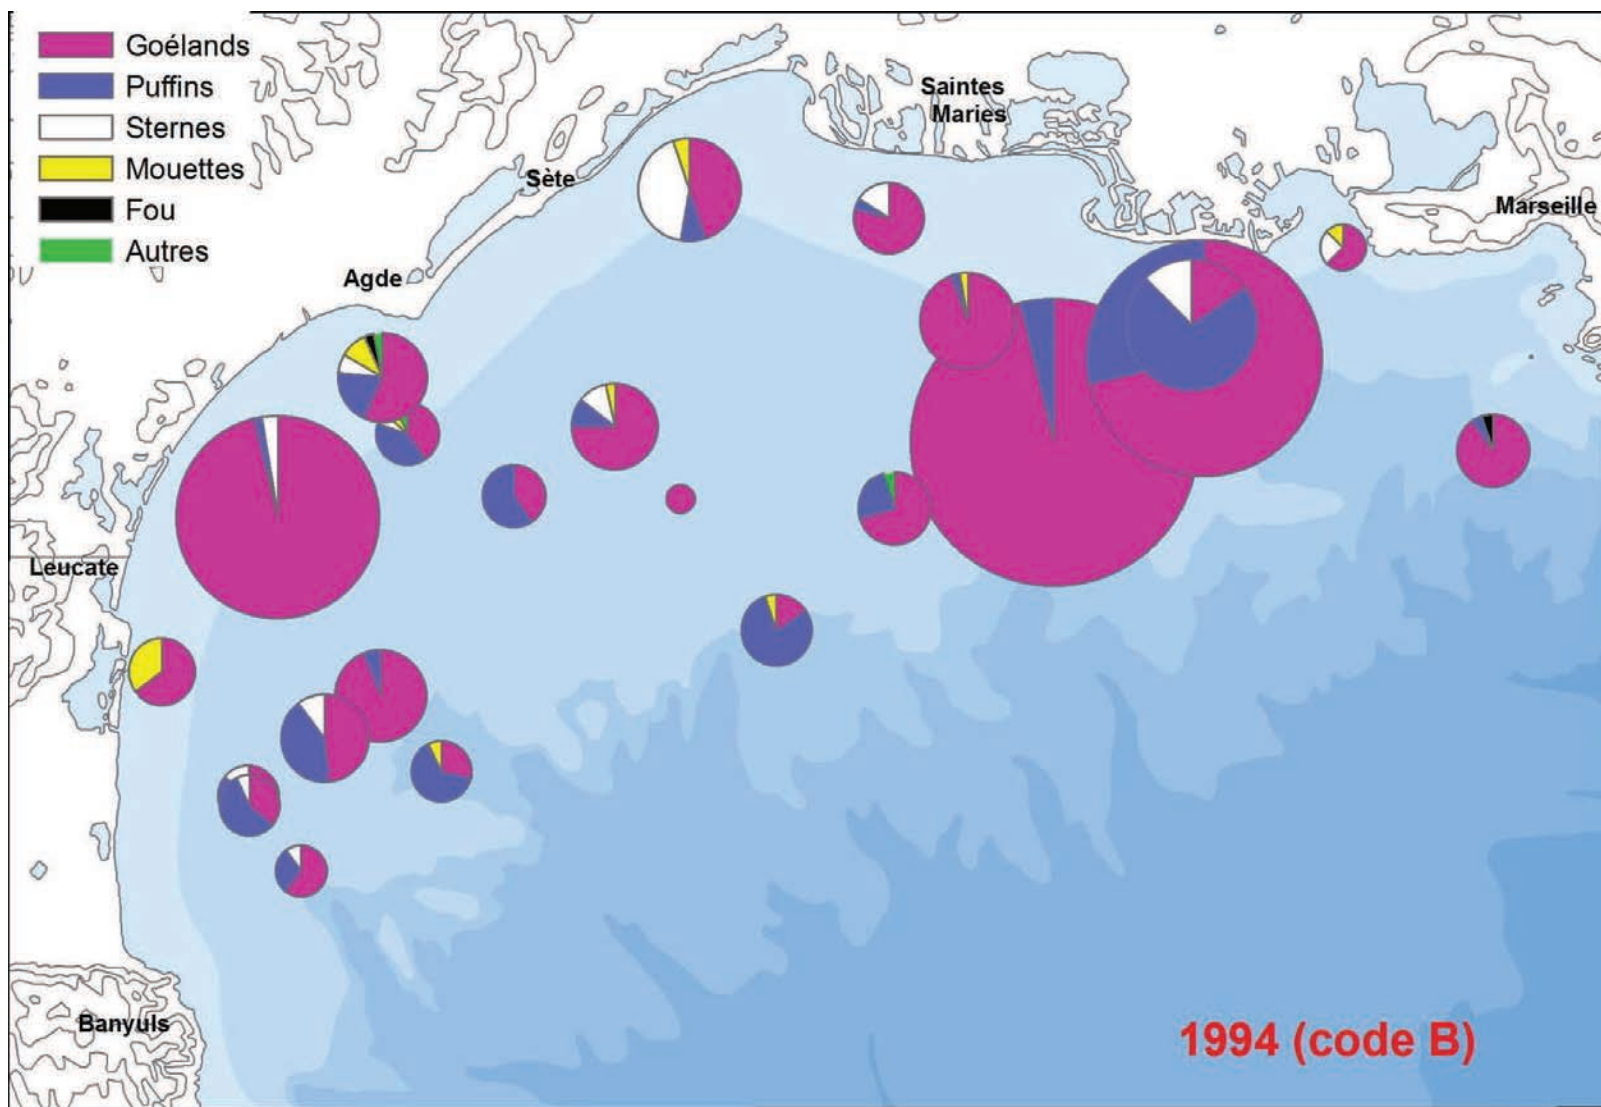 Goélands
Puffins
Sternes
Mouettes
Fou
Autres
Saintes
Maries
Sète
Marseille
Agde
Leucate
Banyuls
1994 (code B)